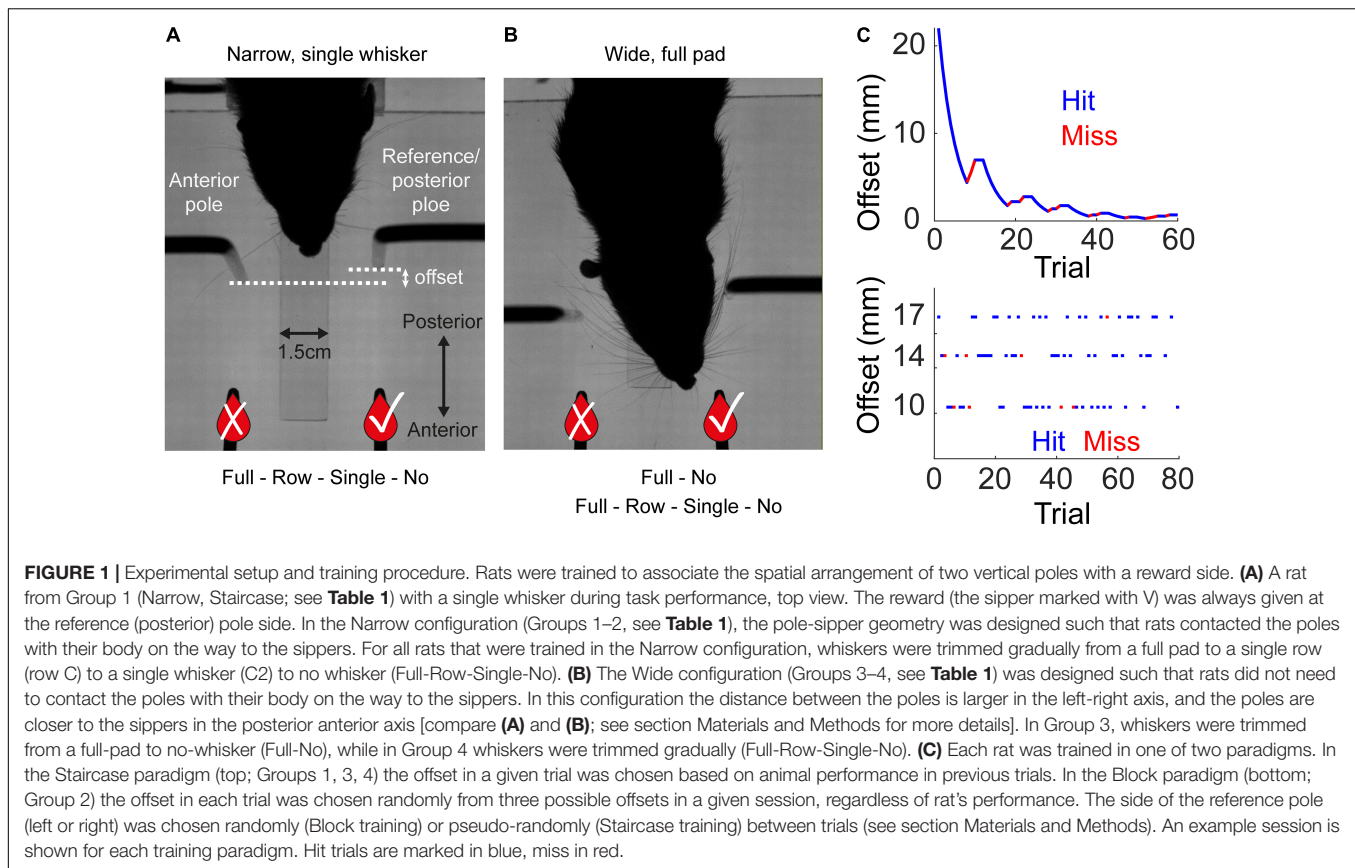 A
Narrow, single whisker
Anterior
pole
Reference/
posterior
ploe
offset
1.5cm
Posterior
Anterior
Full - Row - Single - No
B
Wide, full pad
Full - No
Full - Row - Single - No
C
Offset (mm)
20
10
0
Hit
Miss
0 20 40 60
Trial
Offset (mm)
17
14
10
Hit Miss
0 20 40 60 80
Trial
FIGURE 1 | Experimental setup and training procedure. Rats were trained to associate the spatial arrangement of two vertical poles with a reward side. (A) A rat
from Group 1 (Narrow, Staircase; see Table 1) with a single whisker during task performance, top view. The reward (the sipper marked with V) was always given at
the reference (posterior) pole side. In the Narrow configuration (Groups 1–2, see Table 1), the pole-sipper geometry was designed such that rats contacted the poles
with their body on the way to the sippers. For all rats that were trained in the Narrow configuration, whiskers were trimmed gradually from a full pad to a single row
(row C) to a single whisker (C2) to no whisker (Full-Row-Single-No). (B) The Wide configuration (Groups 3–4, see Table 1) was designed such that rats did not need
to contact the poles with their body on the way to the sippers. In this configuration the distance between the poles is larger in the left-right axis, and the poles are
closer to the sippers in the posterior anterior axis [compare (A) and (B); see section Materials and Methods for more details]. In Group 3, whiskers were trimmed
from a full-pad to no-whisker (Full-No), while in Group 4 whiskers were trimmed gradually (Full-Row-Single-No). (C) Each rat was trained in one of two paradigms. In
the Staircase paradigm (top; Groups 1, 3, 4) the offset in a given trial was chosen based on animal performance in previous trials. In the Block paradigm (bottom;
Group 2) the offset in each trial was chosen randomly from three possible offsets in a given session, regardless of rat's performance. The side of the reference pole
(left or right) was chosen randomly (Block training) or pseudo-randomly (Staircase training) between trials (see section Materials and Methods). An example session is
shown for each training paradigm. Hit trials are marked in blue, miss in red.